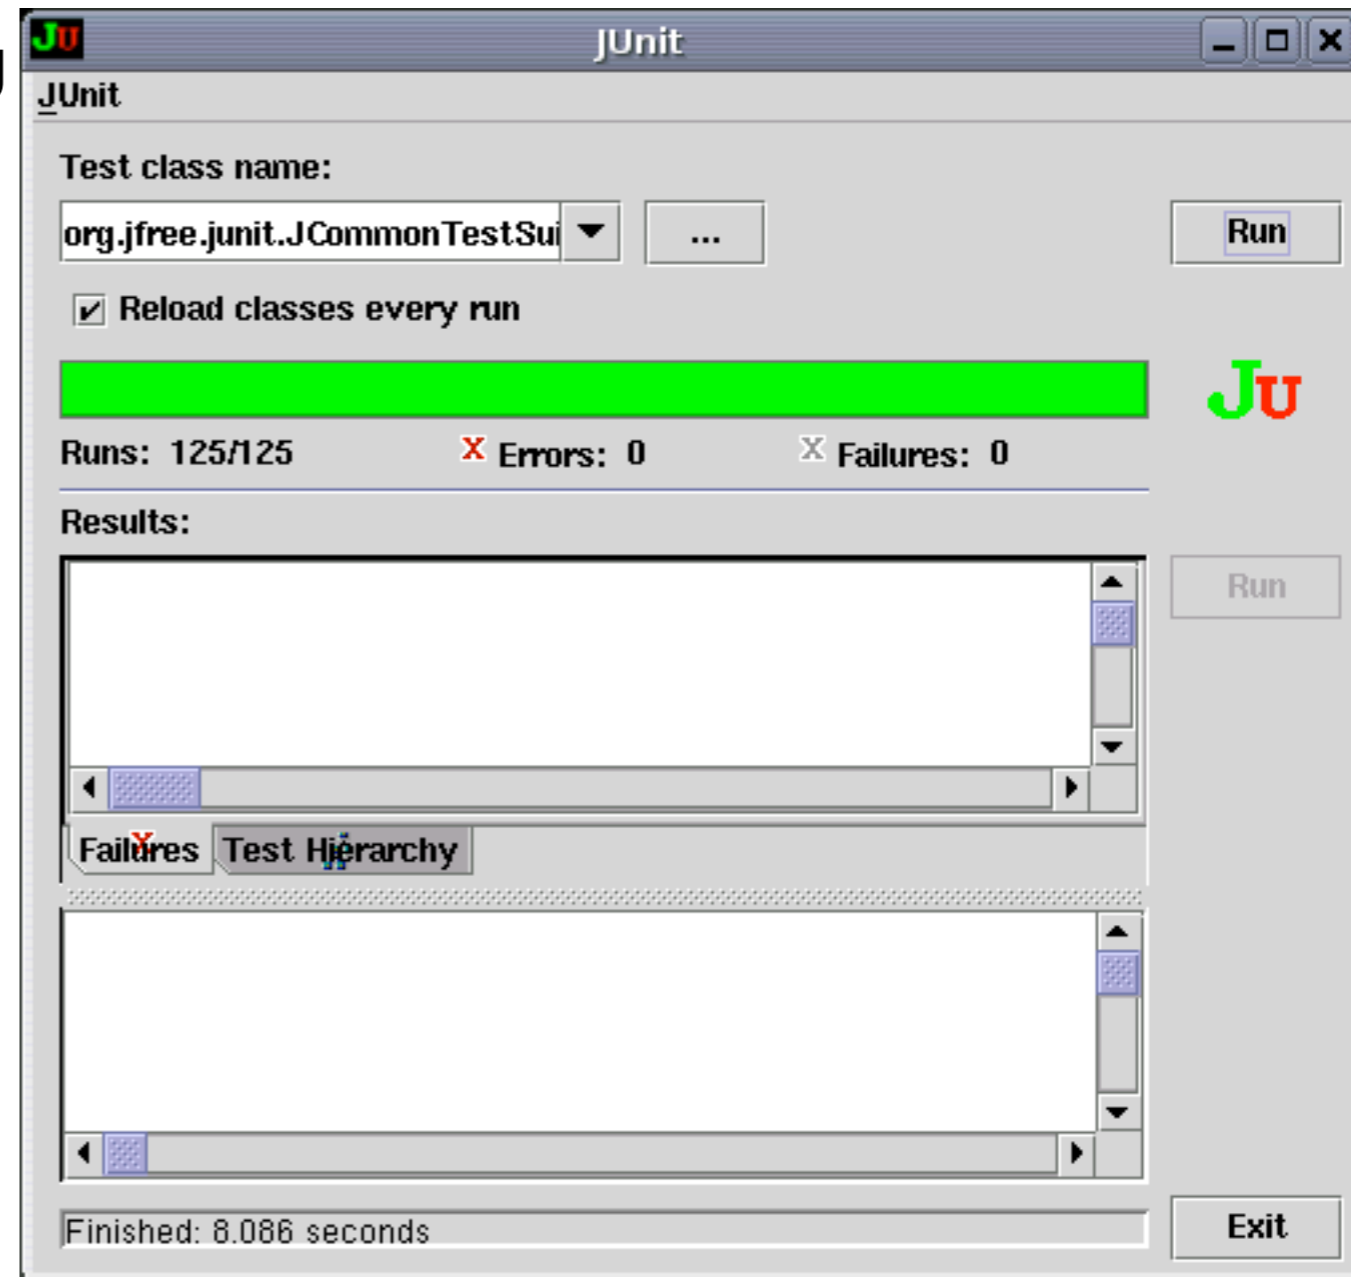 JU JUnit
JUnit
Test class name:
org.jfree.junit.JCommonTestSui ... Run
Reload classes every run
JU
Runs: 125/125 X Errors: 0 X Failures: 0
Results:
Run
Failures Test Hierarchy
Finished: 8.086 seconds Exit